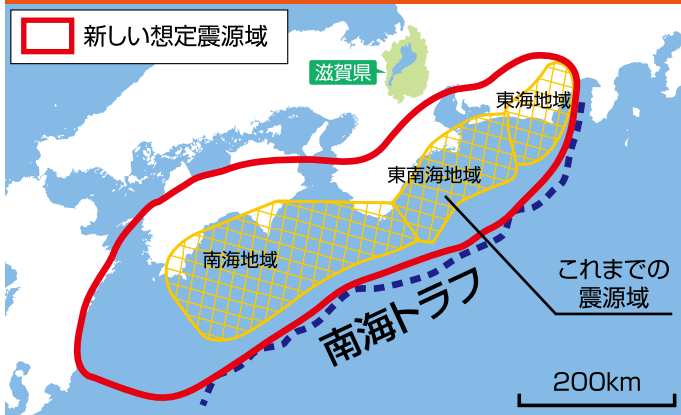 新しい想定震源域
滋賀県
東海地域
東南海地域
南海地域
これまでの
震源域
南海トラフ
200km